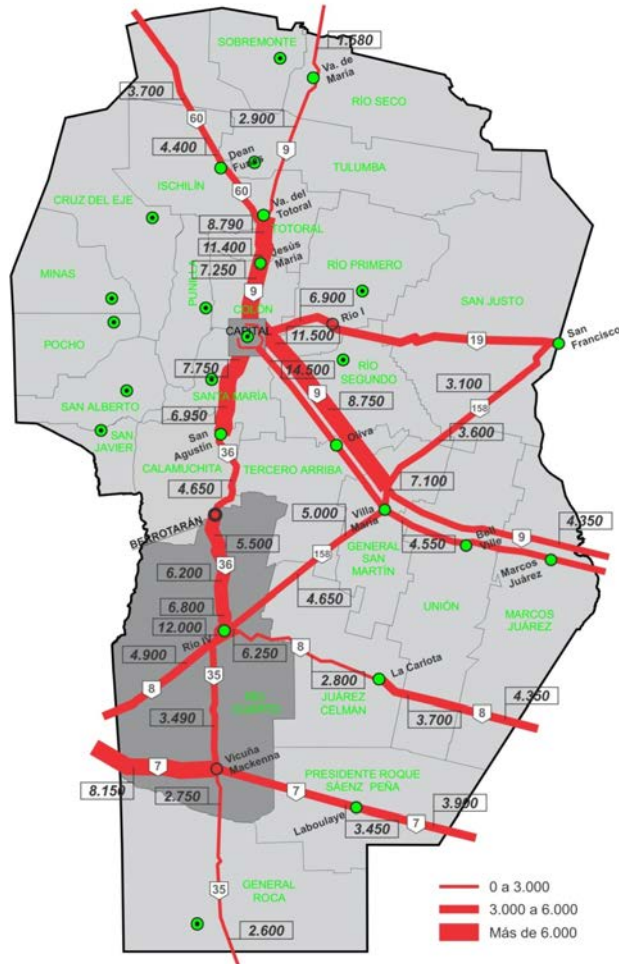 SOBREMONTE
1.580
Va. de
María
3.700
RÍO SECO
2.900
60
4.400
9
Dean
Funes
TULUMBA
ISCHILÍN
CRUZ DEL EJE
60
Va. del
Totoral
8.790
TOTORAL
11.400
Jesús
María
MINAS
7.250
RÍO PRIMERO
PUNILLA
9
6.900
SAN JUSTO
COLÓN
Río I
POCHO
CAPITAL
11.500
19
San
Francisco
7.750
14.500
RÍO
SEGUNDO
3.100
9
SANTA MARÍA
8.750
SAN ALBERTO
6.950
158
3.600
SAN
JAVIER
San
Agustín
Oliva
36
CALAMUCHITA
TERCERO ARRIBA
4.650
7.100
Villa
María
BERROTARÁN
5.000
9
4.350
5.500
GENERAL
SAN
MARTÍN
4.550
Bell
Ville
158
6.200
36
Marcos
Juárez
4.650
6.800
UNIÓN
MARCOS
JUÁREZ
12.000
Río IV
6.250
8
4.900
La Carlota
35
8
2.800
JUÁREZ
CELMAN
4.350
3.490
3.700
8
Vicuña
Mackenna
7
PRESIDENTE ROQUE
SÁENZ PEÑA
8.150
2.750
7
3.990
Laboulaye
3.450
7
GENERAL
ROCA
35
0 a 3.000
3.000 a 6.000
Más de 6.000
2.600